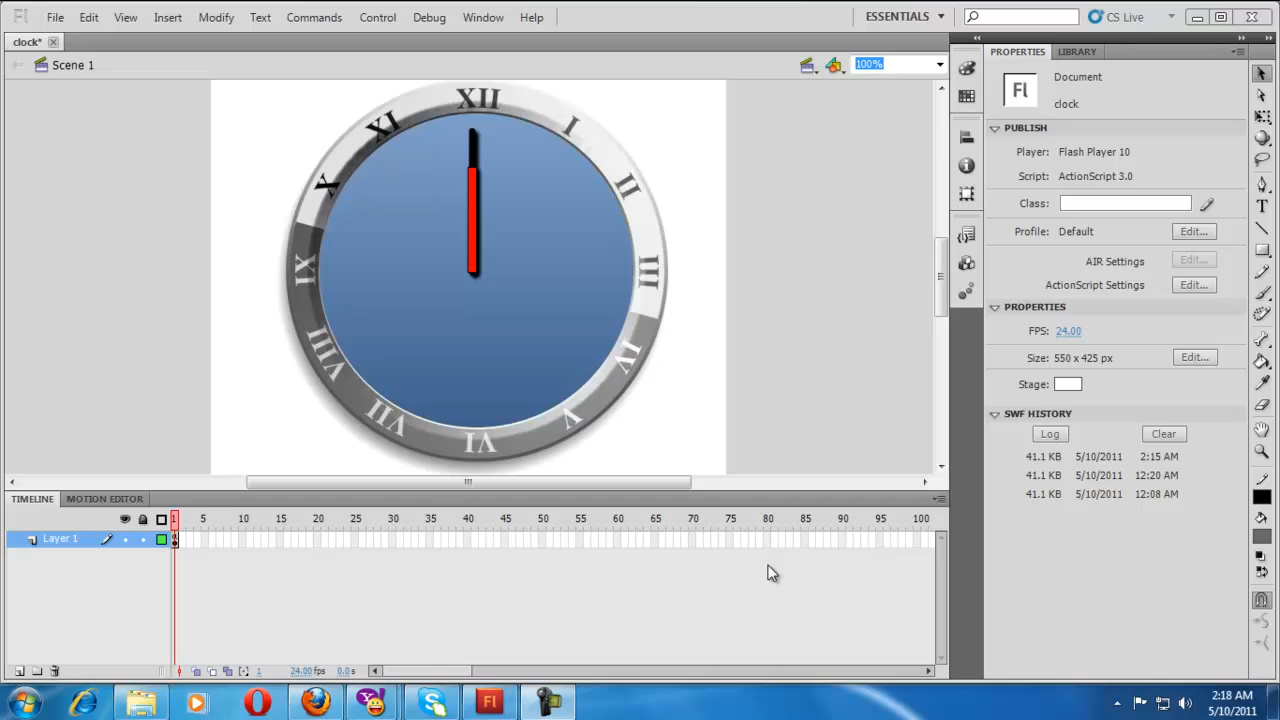 Fl File Edit View Insert Modify Text Commands Control Debug Window Help ESSENTIALS CS Live
clock*
Scene 1 100%
XII
I
II
III
IV
V
VI
VII
VIII
IX
X
XI
PROPERTIES LIBRARY
Fl Document
clock
PUBLISH
Player: Flash Player 10
Script: ActionScript 3.0
Class:
Profile: Default Edit...
AIR Settings Edit...
ActionScript Settings Edit...
PROPERTIES
FPS: 24.00
Size: 550 x 425 px Edit...
Stage:
SWF HISTORY
Log Clear
41.1 KB 5/10/2011 2:15 AM
41.1 KB 5/10/2011 12:20 AM
41.1 KB 5/10/2011 12:08 AM
TIMELINE MOTION EDITOR
1 5 10 15 20 25 30 35 40 45 50 55 60 65 70 75 80 85 90 95 100
Layer 1
1 24.00 fps 0.0 s
Fl
2:18 AM
5/10/2011